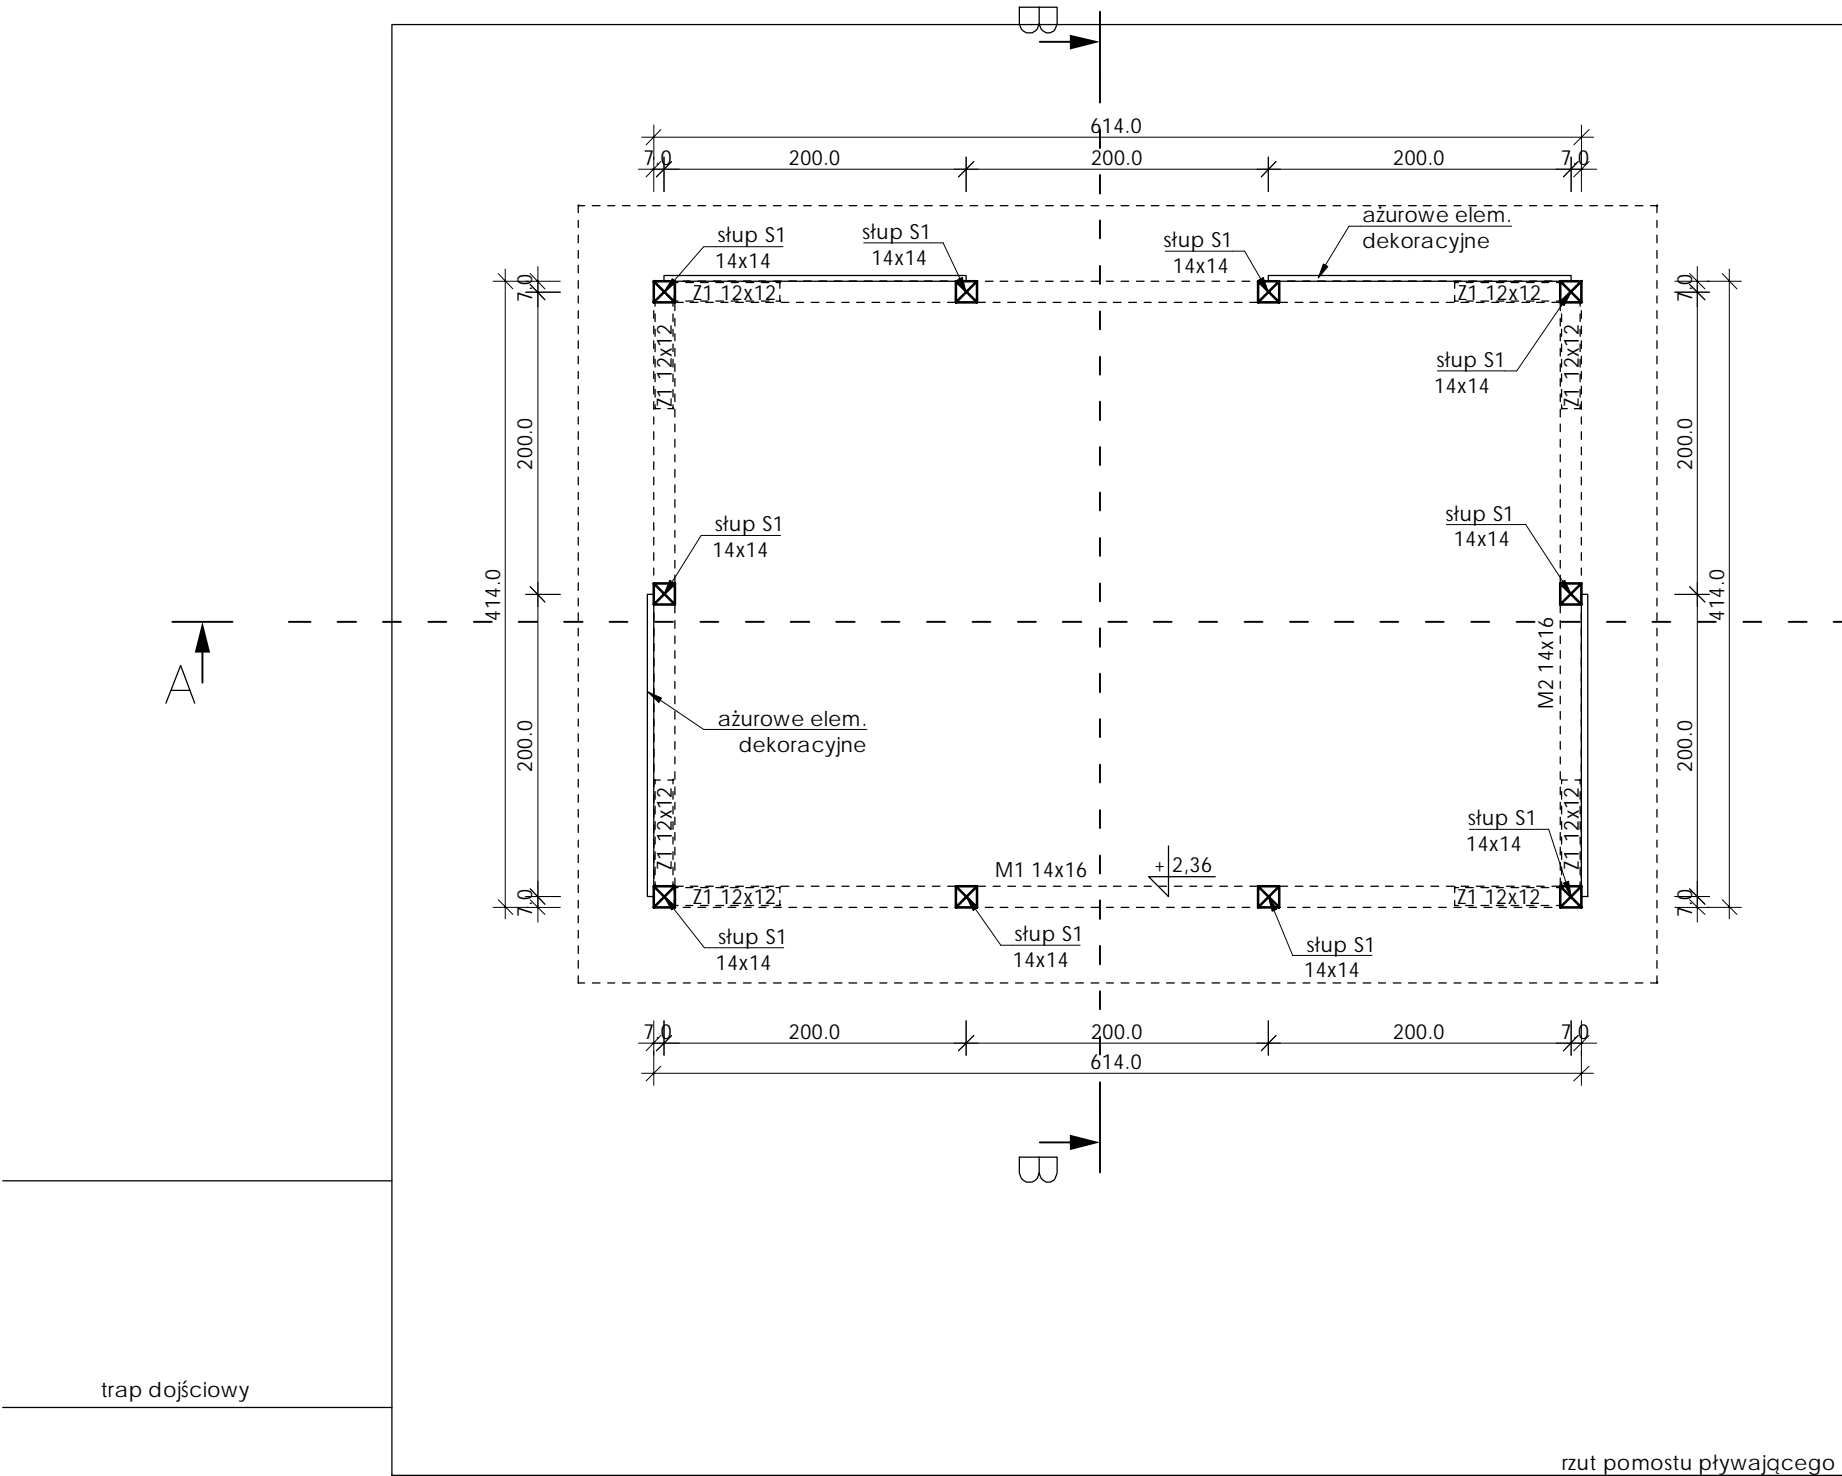 B
614.0
7.0
200.0
200.0
200.0
7.0
ażurowe elem.
dekoracyjne
słup S1
14x14
słup S1
14x14
słup S1
14x14
7.0
Z1 12x12
Z1 12x12
7.0
Z1 12x12
Z1 12x12
słup S1
14x14
200.0
200.0
słup S1
14x14
słup S1
14x14
414.0
414.0
A
M2 14x16
ażurowe elem.
dekoracyjne
200.0
200.0
Z1 12x12
Z1 12x12
słup S1
14x14
M1 14x16
+2,36
7.0
Z1 12x12
Z1 12x12
7.0
słup S1
14x14
słup S1
14x14
słup S1
14x14
7.0
200.0
200.0
200.0
7.0
614.0
B
trap dojściowy
rzut pomostu pływającego